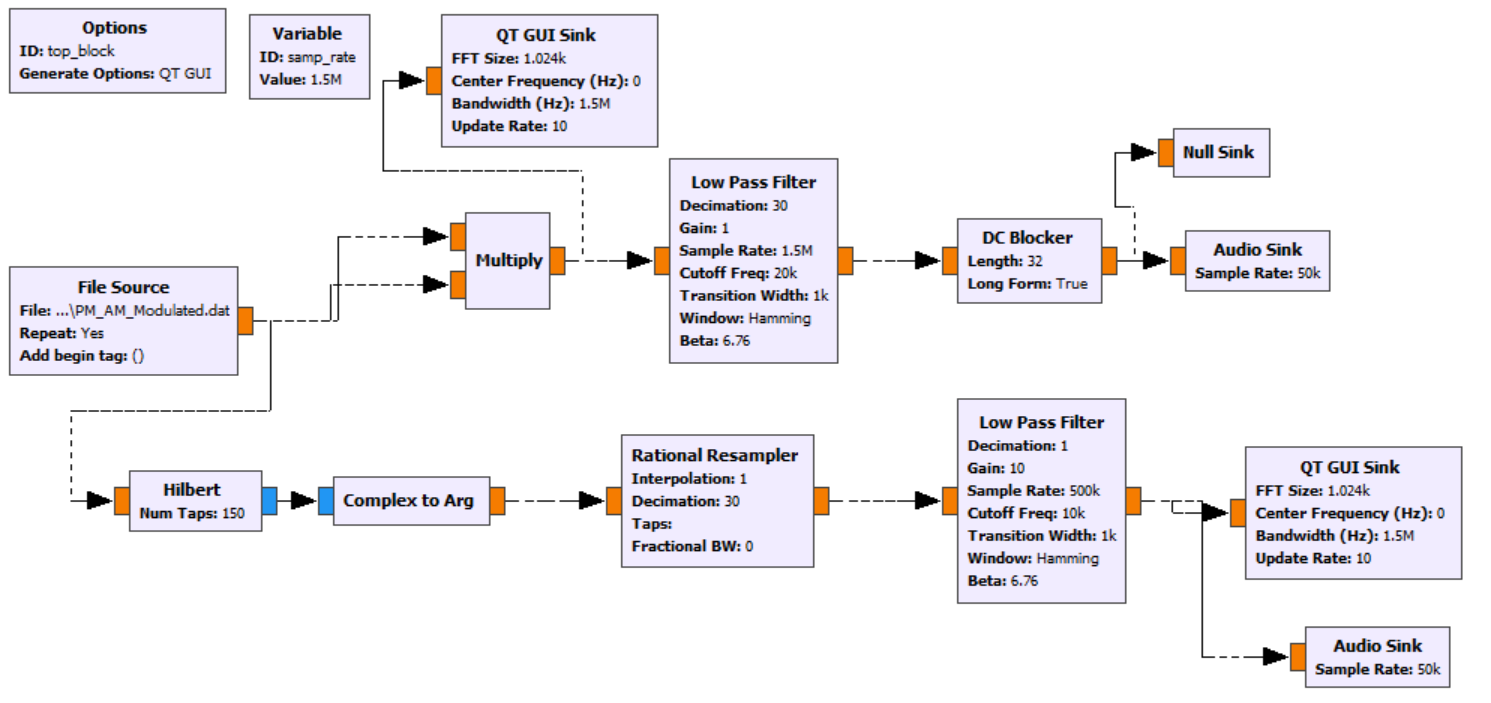 Options
ID: top_block
Generate Options: QT GUI
Variable
ID: samp_rate
Value: 1.5M
QT GUI Sink
FFT Size: 1.024k
Center Frequency (Hz): 0
Bandwidth (Hz): 1.5M
Update Rate: 10
File Source
File: ...\PM_AM_Modulated.dat
Repeat: Yes
Add begin tag: ()
Multiply
Low Pass Filter
Decimation: 30
Gain: 1
Sample Rate: 1.5M
Cutoff Freq: 20k
Transition Width: 1k
Window: Hamming
Beta: 6.76
DC Blocker
Length: 32
Long Form: True
Null Sink
Audio Sink
Sample Rate: 50k
Hilbert
Num Taps: 150
Complex to Arg
Rational Resampler
Interpolation: 1
Decimation: 30
Taps:
Fractional BW: 0
Low Pass Filter
Decimation: 1
Gain: 10
Sample Rate: 500k
Cutoff Freq: 10k
Transition Width: 1k
Window: Hamming
Beta: 6.76
QT GUI Sink
FFT Size: 1.024k
Center Frequency (Hz): 0
Bandwidth (Hz): 1.5M
Update Rate: 10
Audio Sink
Sample Rate: 50k